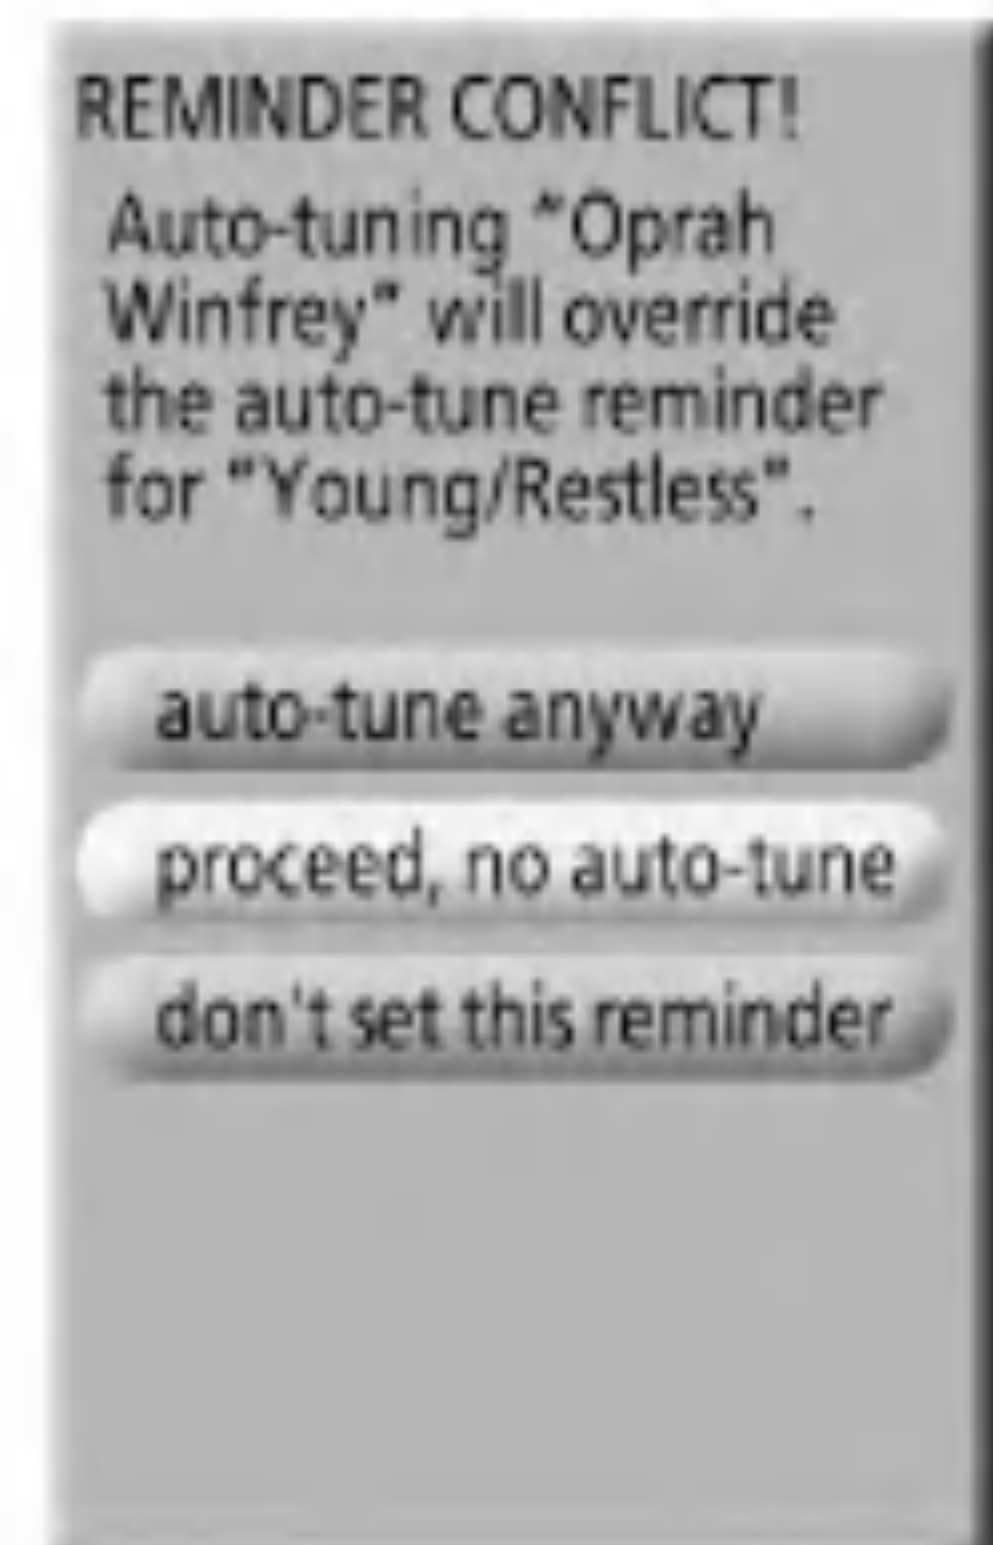 REMINDER CONFLICT!
Auto-tuning "Oprah
Winfrey" will override
the auto-tune reminder
for "Young/Restless".
auto-tune anyway
proceed, no auto-tune
don't set this reminder